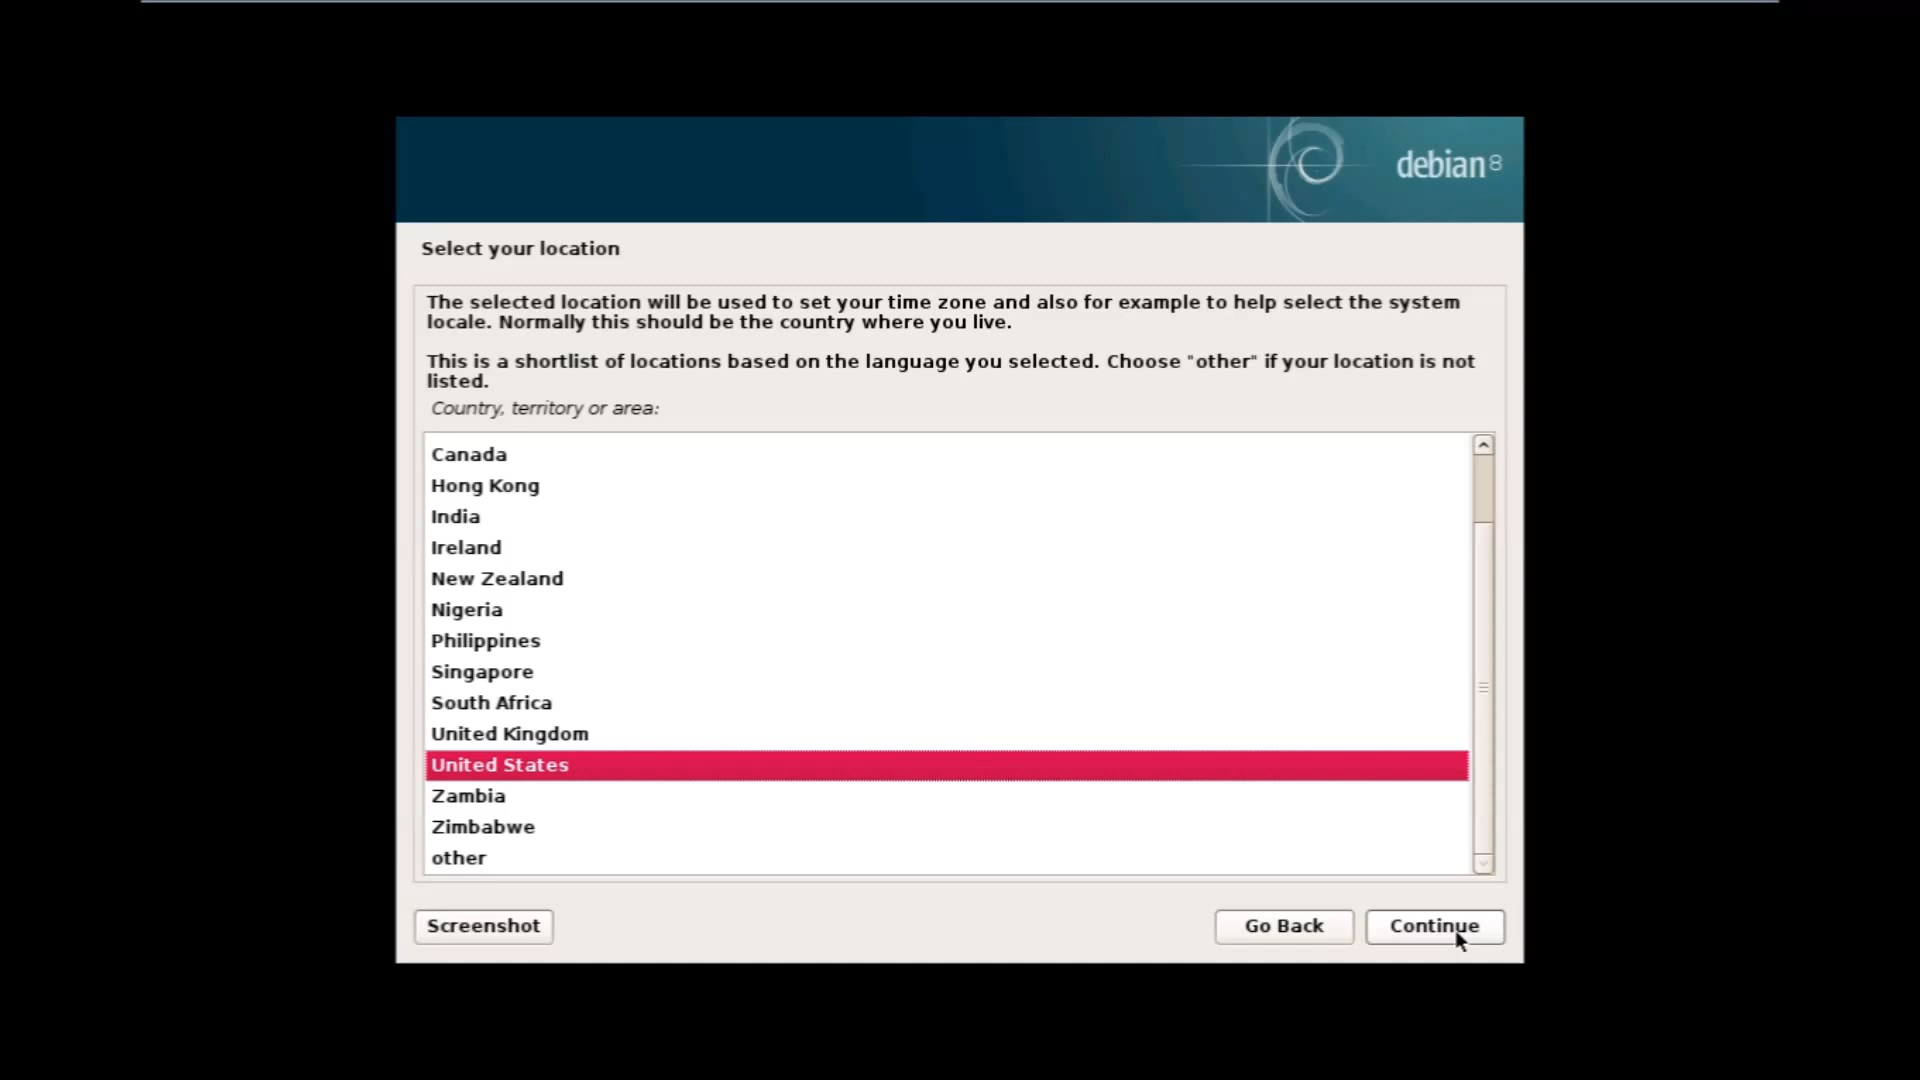 debian 8
Select your location
The selected location will be used to set your time zone and also for example to help select the system
locale. Normally this should be the country where you live.
This is a shortlist of locations based on the language you selected. Choose "other" if your location is not
listed.
Country, territory or area:
Canada
Hong Kong
India
Ireland
New Zealand
Nigeria
Philippines
Singapore
South Africa
United Kingdom
United States
Zambia
Zimbabwe
other
Screenshot
Go Back
Continue